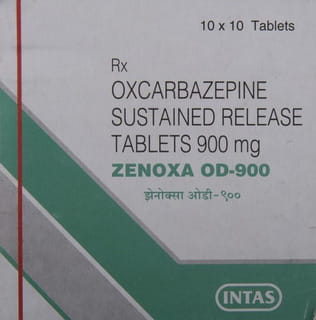 10 x 10 Tablets
Rx
OXCARBAZEPINE
SUSTAINED RELEASE
TABLETS 900 mg
ZENOXA OD-900
झेनोक्सा ओडी-९००
INTAS